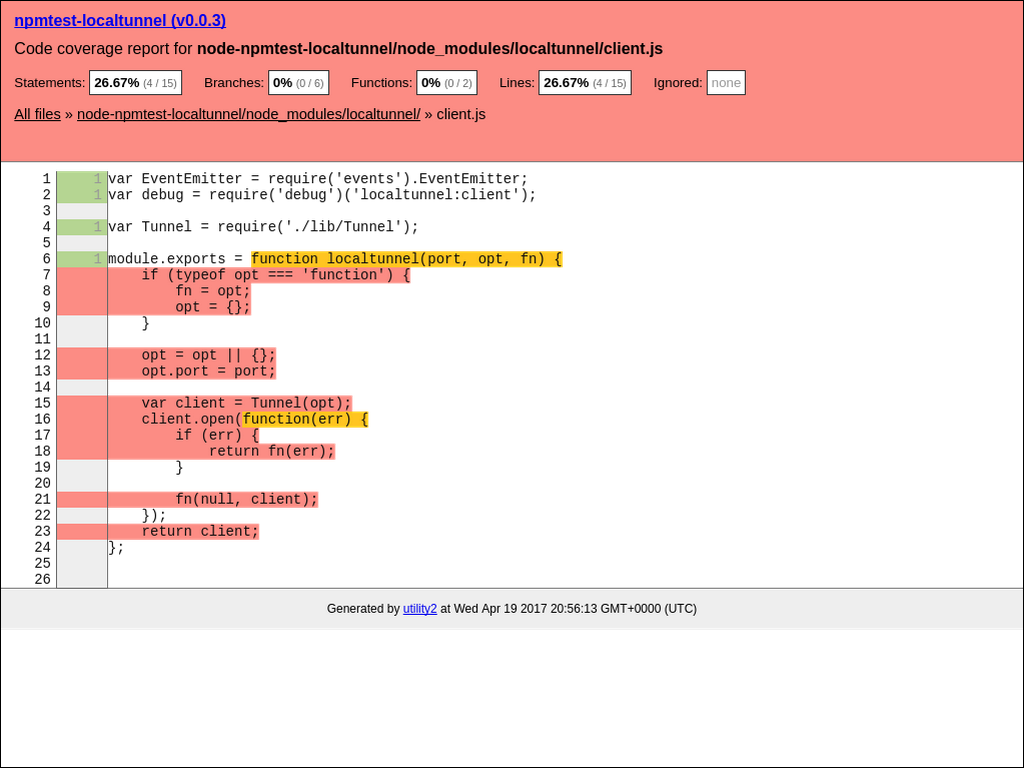 npmtest-localtunnel (v0.0.3)
Code coverage report for node-npmtest-localtunnel/node_modules/localtunnel/client.js
Statements: 26.67% (4 / 15) Branches: 0% (0 / 6) Functions: 0% (0 / 2) Lines: 26.67% (4 / 15) Ignored: none
All files » node-npmtest-localtunnel/node_modules/localtunnel/ » client.js
1 1 var EventEmitter = require('events').EventEmitter;
2 1 var debug = require('debug')('localtunnel:client');
3
4 1 var Tunnel = require('./lib/Tunnel');
5
6 1 module.exports = function localtunnel(port, opt, fn) {
7     if (typeof opt === 'function') {
8         fn = opt;
9         opt = {};
10     }
11
12     opt = opt || {};
13     opt.port = port;
14
15     var client = Tunnel(opt);
16     client.open(function(err) {
17         if (err) {
18             return fn(err);
19         }
20
21         fn(null, client);
22     });
23     return client;
24 };
25
26
Generated by utility2 at Wed Apr 19 2017 20:56:13 GMT+0000 (UTC)